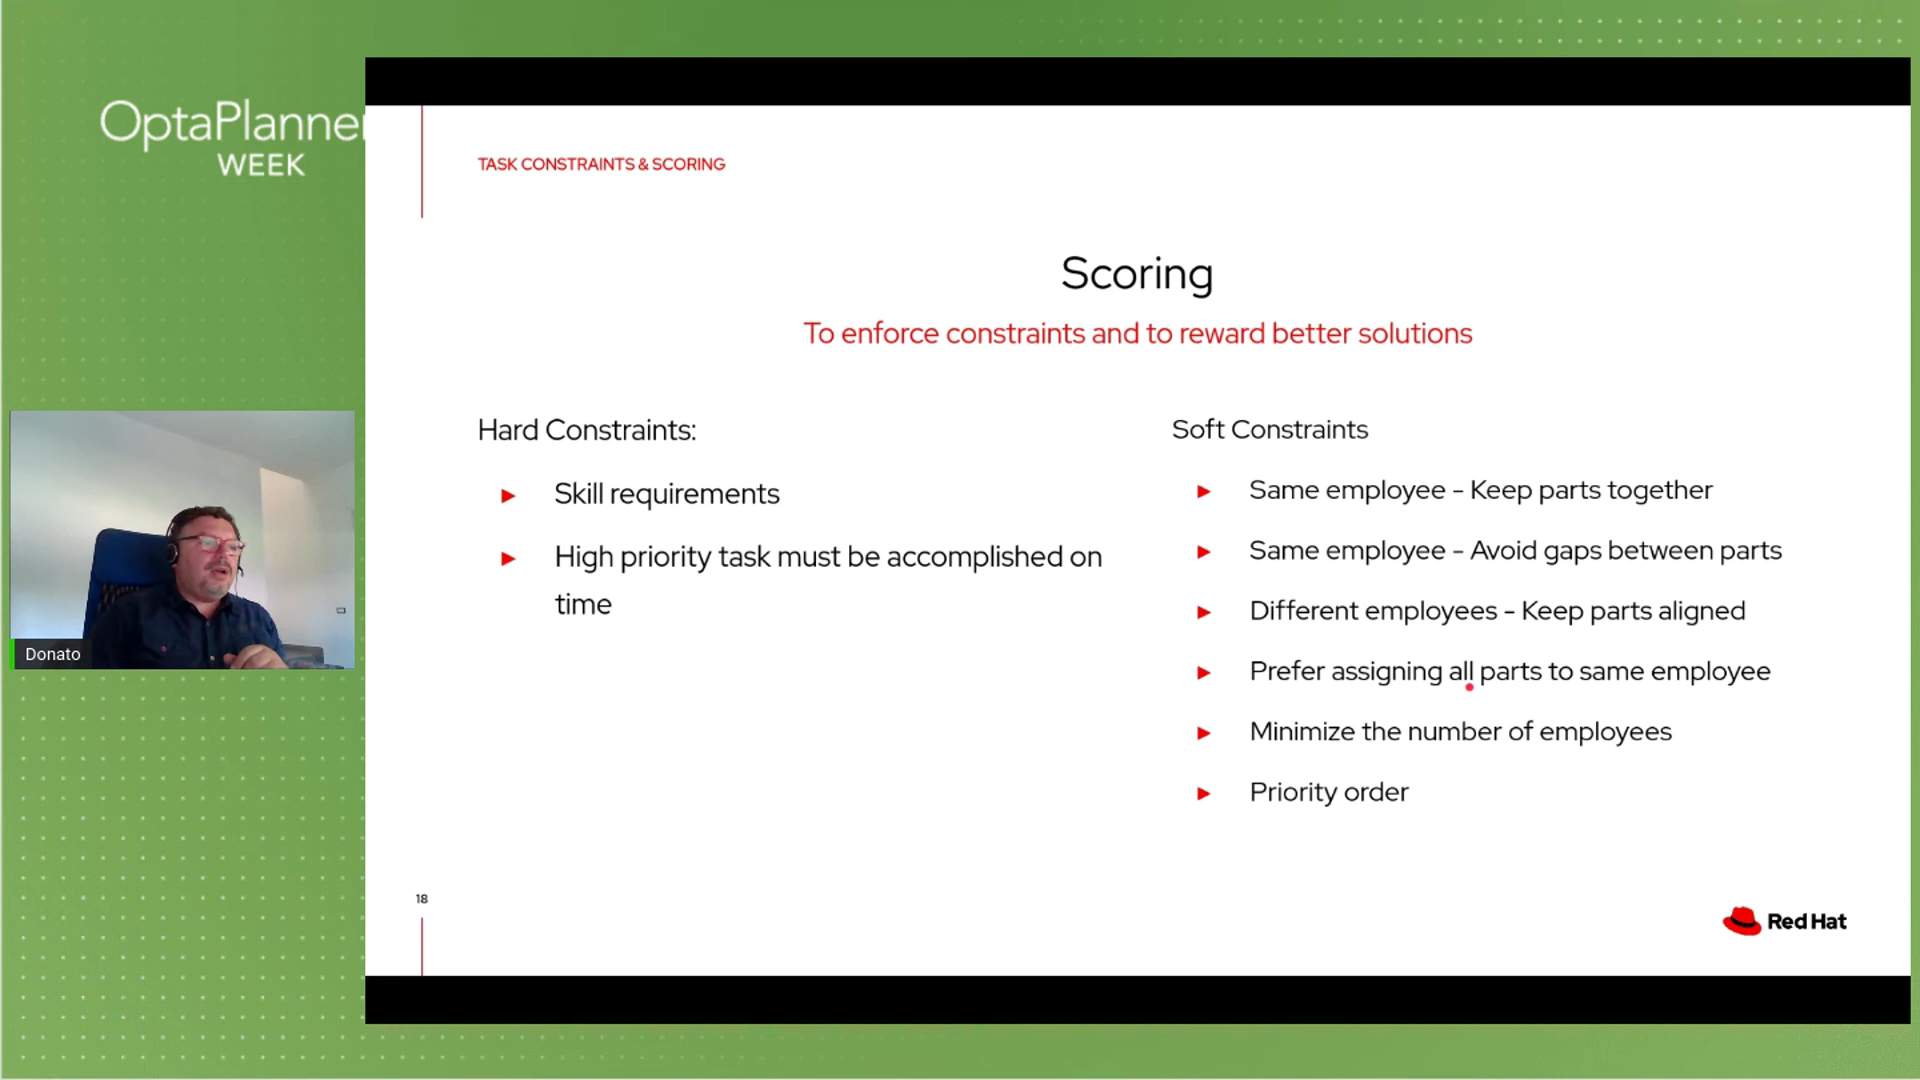 OptaPlanner
WEEK
TASK CONSTRAINTS & SCORING
Scoring
To enforce constraints and to reward better solutions
Hard Constraints:
Skill requirements
High priority task must be accomplished on
time
Soft Constraints
Same employee - Keep parts together
Same employee - Avoid gaps between parts
Different employees - Keep parts aligned
Prefer assigning all parts to same employee
Minimize the number of employees
Priority order
Donato
18
Red Hat